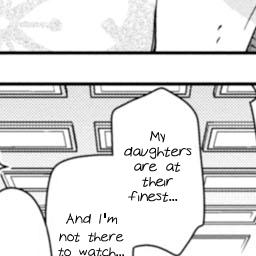 My
daughters
are at
their
finest...
And I'm
not there
to watch...